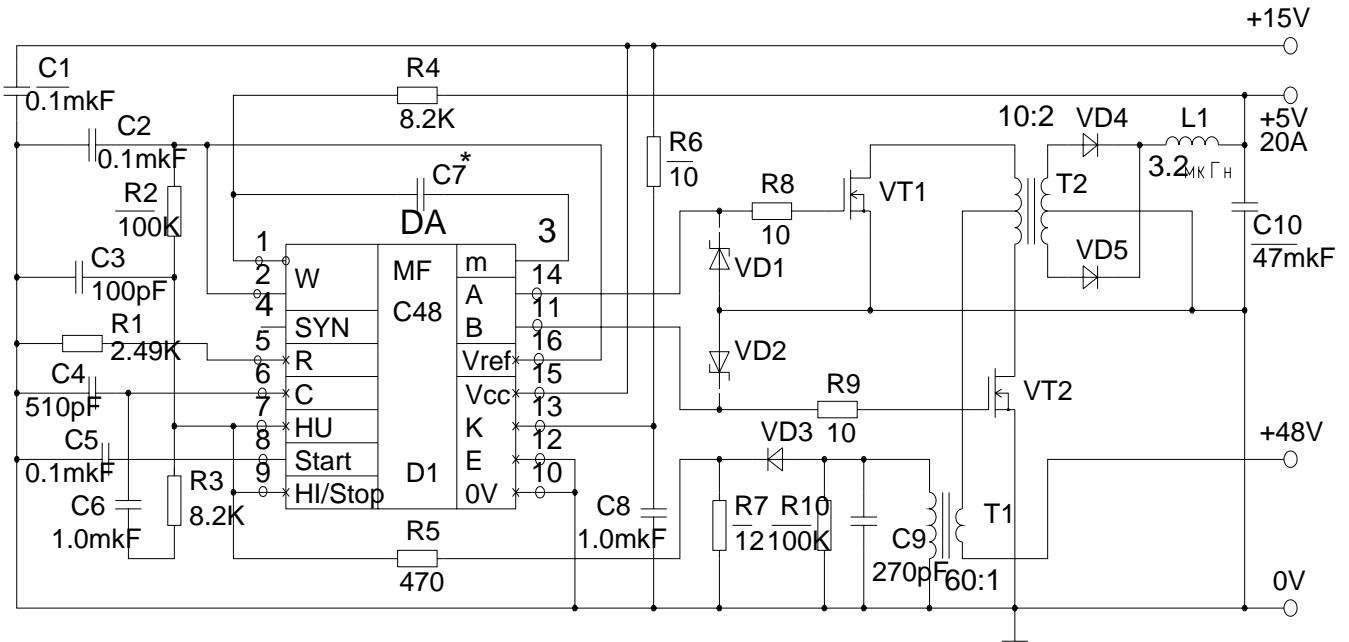 +15V
C1
0.1mkF
R4
8.2K
+5V
20A
C2
0.1mkF
C7*
R6
10
10:2
VD4
L1
3.2мкГн
R2
100K
DA
R8
10
VT1
T2
C10
47mkF
C3
100pF
VD1
VD5
1
2
4
5
6
7
8
9
W
SYN
R
C
HU
Start
HI/Stop
MF
C48
D1
m
A
B
Vref
Vcc
K
E
0V
3
14
11
16
15
13
12
10
R1
2.49K
VD2
C4
510pF
R9
10
VT2
C5
0.1mkF
VD3
+48V
C6
1.0mkF
R3
8.2K
R5
470
C8
1.0mkF
R7
12
R10
100K
C9
270pF
T1
60:1
0V